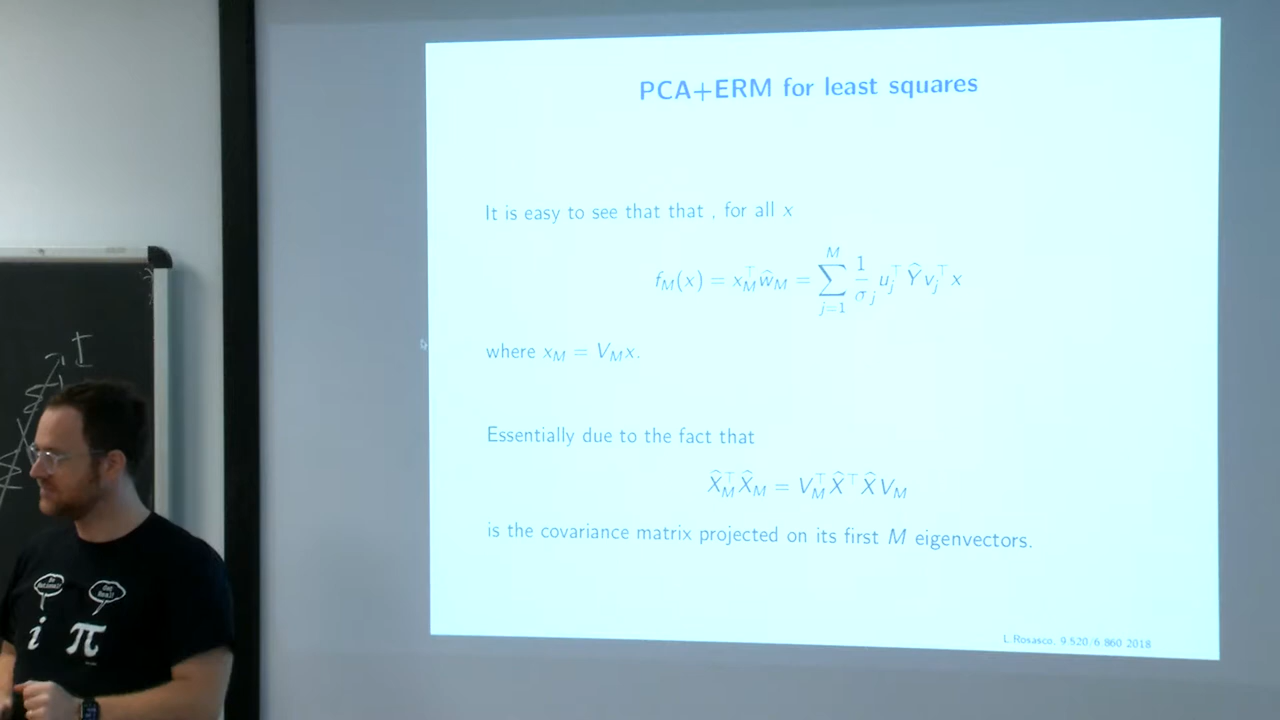 PCA+ERM for least squares
It is easy to see that that , for all x
f_M(x) = x_M^⊤ ŵ_M = ∑_{j=1}^{M} \frac{1}{σ_j} u_j^⊤ Ŷ v_j^⊤ x
where x_M = V_M x.
Essentially due to the fact that
X̂_M^⊤ X̂_M = V_M^⊤ X̂^⊤ X̂ V_M
is the covariance matrix projected on its first M eigenvectors.
L.Rosasco, 9.520/6.860 2018
i π